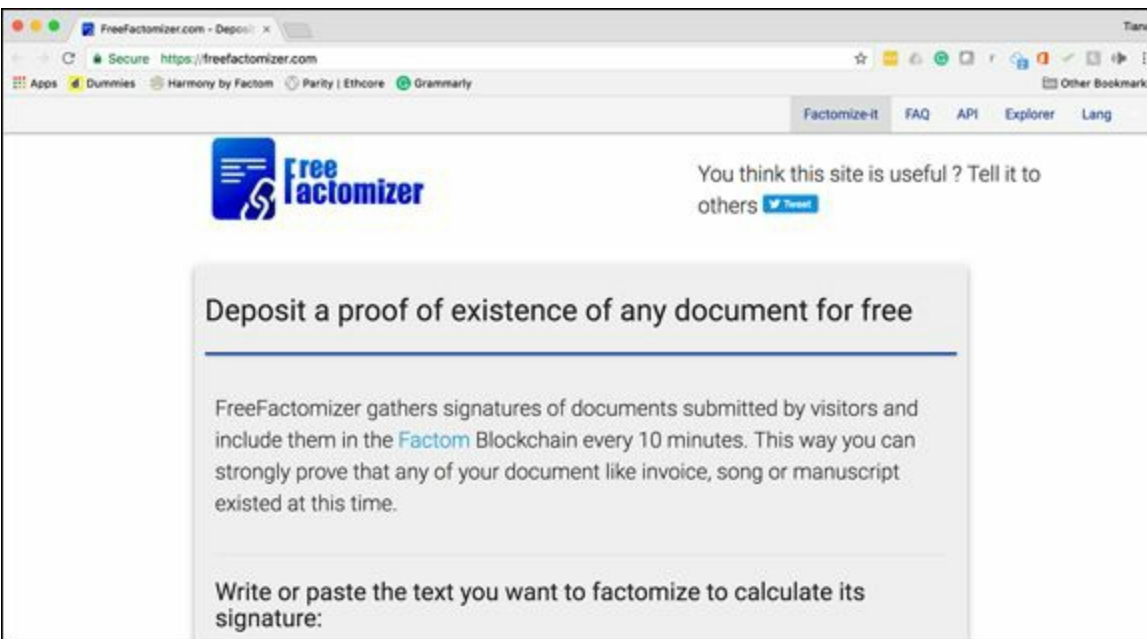 FreeFactomizer.com - Deposit
Secure https://freefactomizer.com
Apps Dummies Harmony by Factom Parity | Ethcore Grammarly Other Bookmark
Factomize-it FAQ API Explorer Lang
Free Factomizer
You think this site is useful ? Tell it to
others Tweet
Deposit a proof of existence of any document for free
FreeFactomizer gathers signatures of documents submitted by visitors and
include them in the Factom Blockchain every 10 minutes. This way you can
strongly prove that any of your document like invoice, song or manuscript
existed at this time.
Write or paste the text you want to factomize to calculate its
signature: